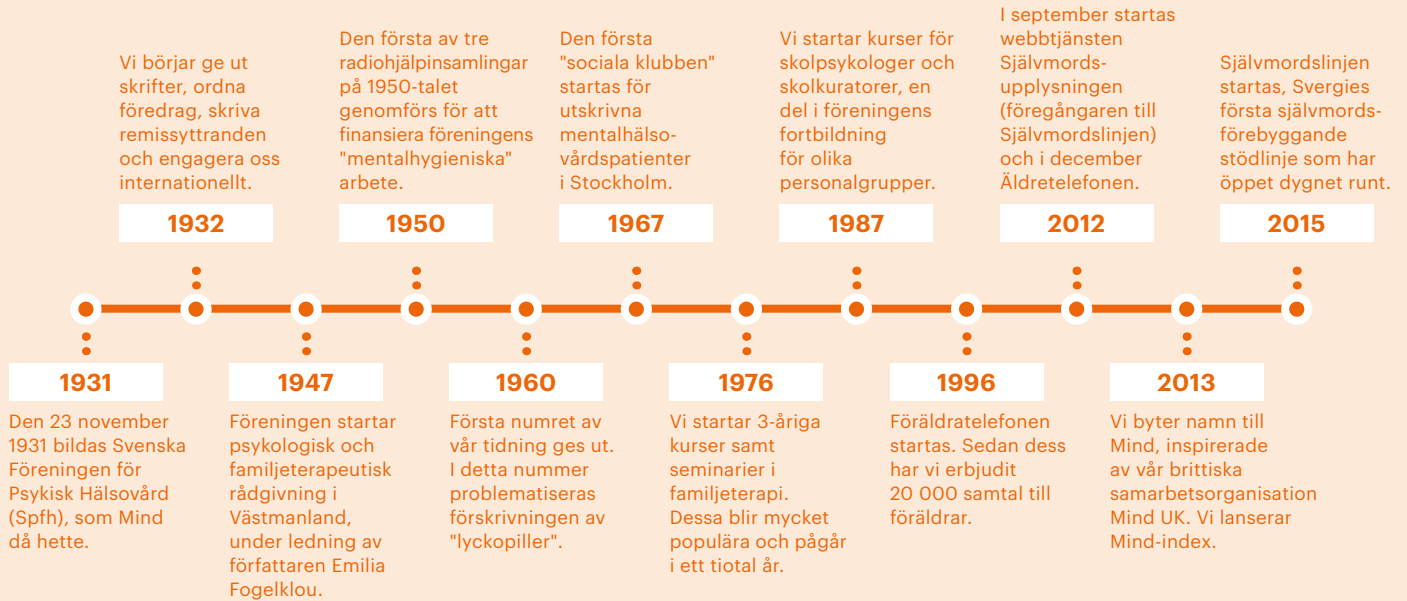 Vi börjar ge ut
skrifter, ordna
föredrag, skriva
remissyttranden
och engagera oss
internationellt.
1932
Den första av tre
radiohjälpinsamlingar
på 1950-talet
genomförs för att
finansiera föreningens
"mentalhygieniska"
arbete.
1950
Den första
"sociala klubben"
startas för
utskrivna
mentalhälso-
vårdspatienter
i Stockholm.
1967
Vi startar kurser för
skolpsykologer och
skolkuratorer, en
del i föreningens
fortbildning
för olika
personalgrupper.
1987
I september startas
webbtjänsten
Självmords-
upplysningen
(föregångaren till
Självmordslinjen)
och i december
Äldretelefonen.
2012
Självmordslinjen
startas, Svergies
första självmords-
förebyggande
stödlinje som har
öppet dygnet runt.
2015
1931
Den 23 november
1931 bildas Svenska
Föreningen för
Psykisk Hälsovård
(Spfh), som Mind
då hette.
1947
Föreningen startar
psykologisk och
familjeterapeutisk
rådgivning i
Västmanland,
under ledning av
författaren Emilia
Fogelklou.
1960
Första numret av
vår tidning ges ut.
I detta nummer
problematiseras
förskrivningen av
"lyckopiller".
1976
Vi startar 3-åriga
kurser samt
seminarier i
familjeterapi.
Dessa blir mycket
populära och pågår
i ett tiotal år.
1996
Föräldratelefonen
startas. Sedan dess
har vi erbjudit
20 000 samtal till
föräldrar.
2013
Vi byter namn till
Mind, inspirerade
av vår brittiska
samarbetsorganisation
Mind UK. Vi lanserar
Mind-index.